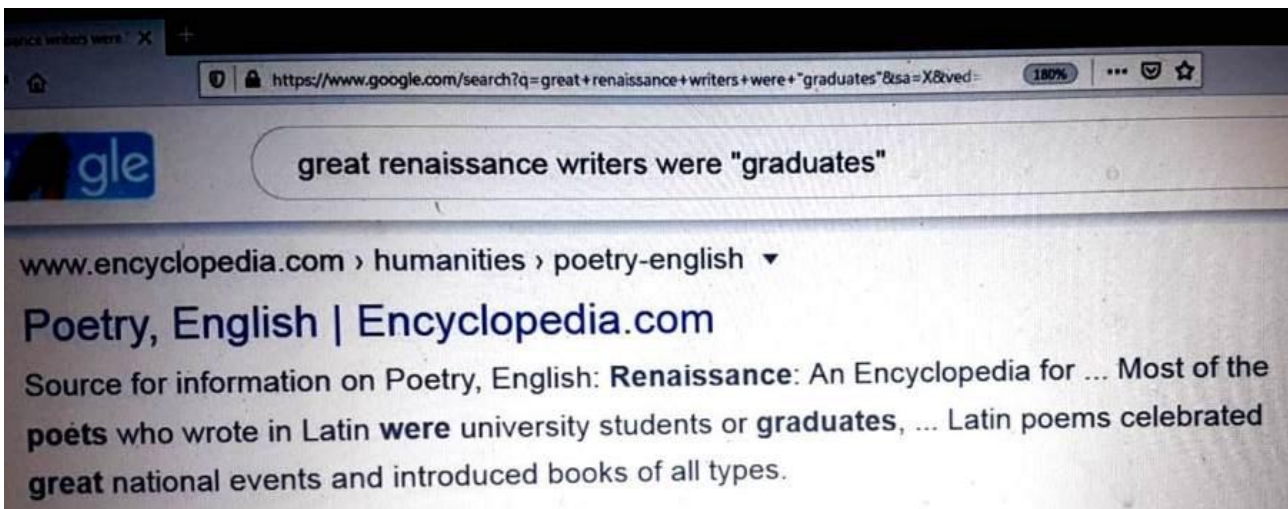 ance writers were " X
https://www.google.com/search?q=great+renaissance+writers+were+"graduates"&sa=X&ved= 180%
gle
great renaissance writers were "graduates"
www.encyclopedia.com › humanities › poetry-english
Poetry, English | Encyclopedia.com
Source for information on Poetry, English: Renaissance: An Encyclopedia for ... Most of the
poets who wrote in Latin were university students or graduates, ... Latin poems celebrated
great national events and introduced books of all types.